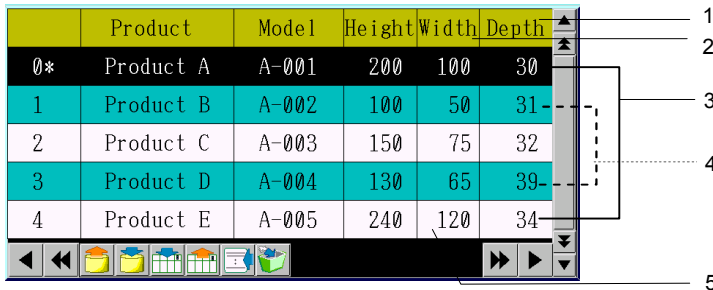 Product Model Height Width Depth 1
2
0* Product A A-001 200 100 30
3
1 Product B A-002 100 50 31
2 Product C A-003 150 75 32
4
3 Product D A-004 130 65 39
4 Product E A-005 240 120 34
5